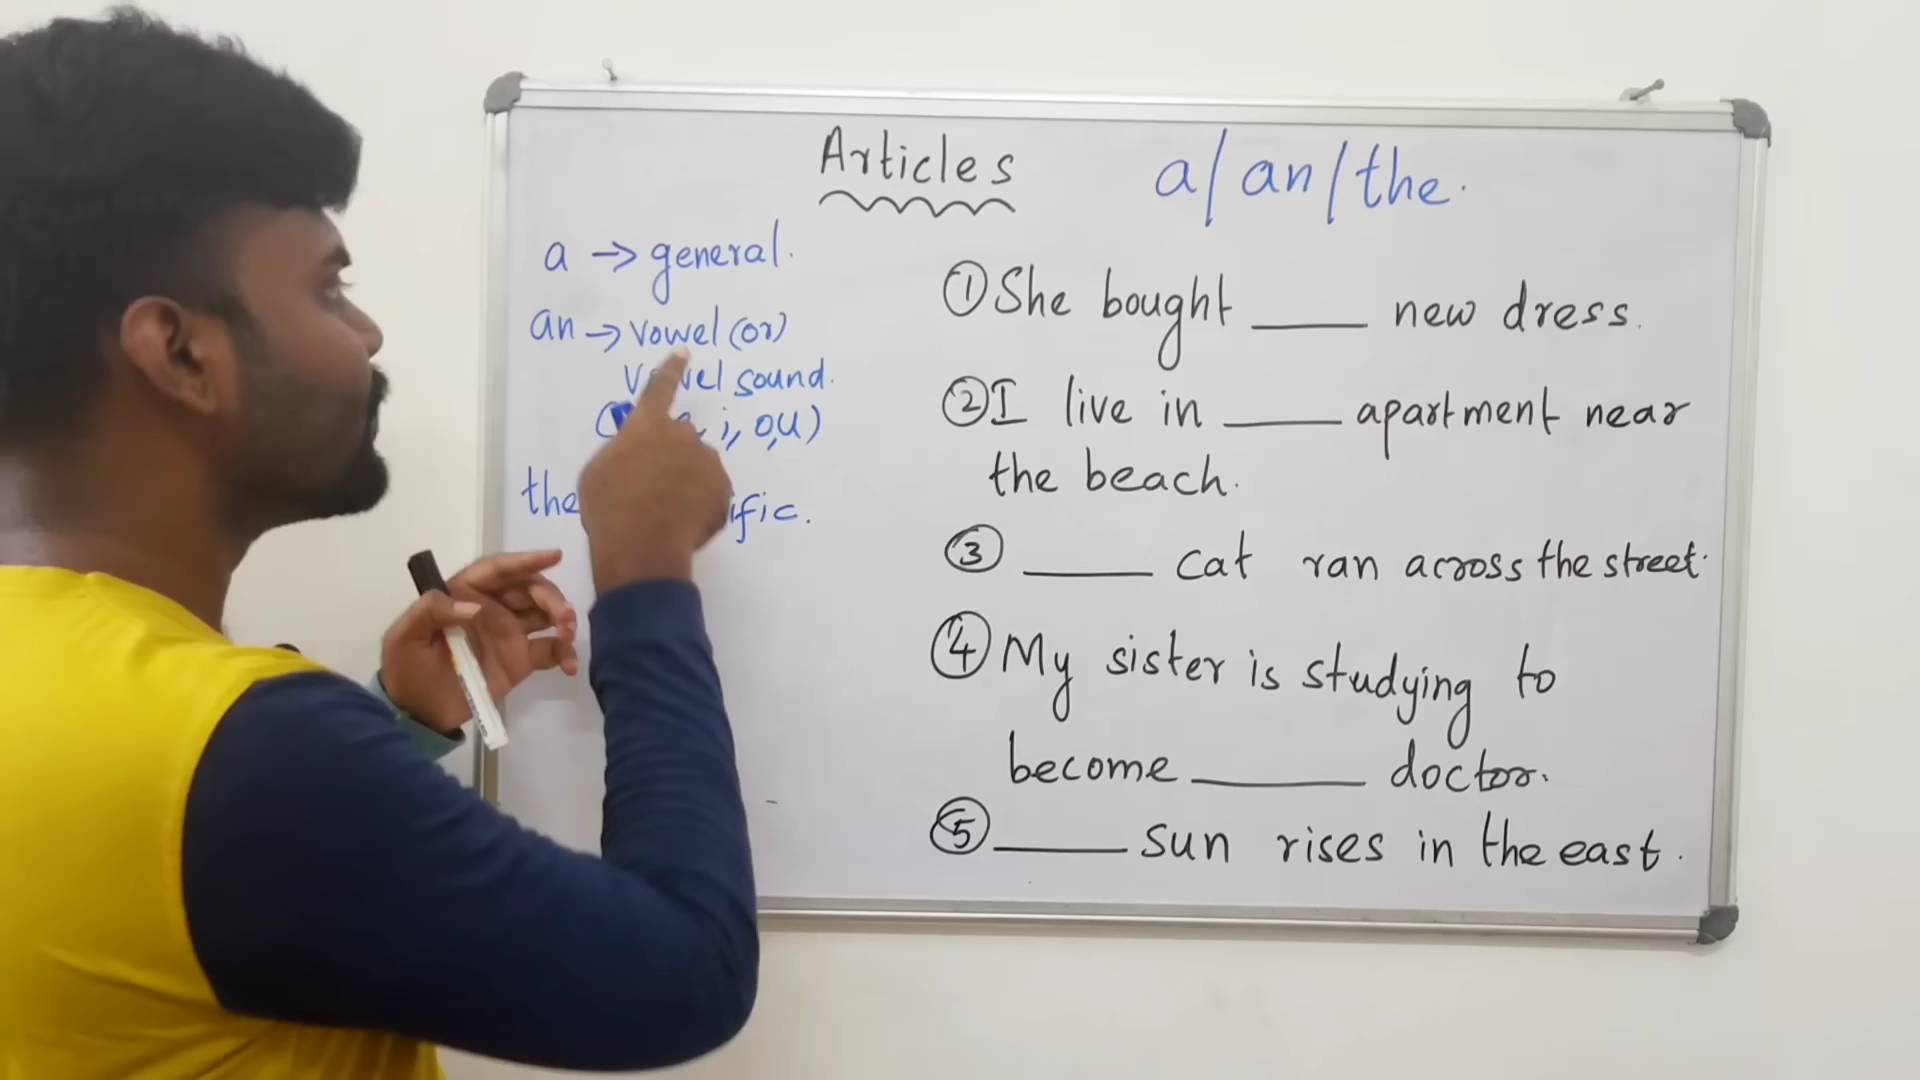 Articles
a/an/the.
a → general.
an → vowel (or)
vowel sound.
i, o, u)
the
① She bought ____ new dress.
② I live in ____ apartment near
the beach.
③ ____ cat ran across the street.
④ My sister is studying to
become ____ doctor.
⑤ ____ sun rises in the east.